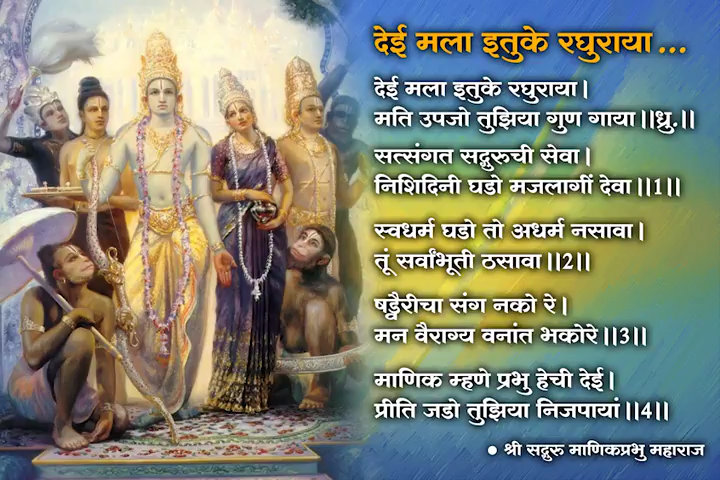 देई मला इतुके रघुराया...
देई मला इतुके रघुराया।
मति उपजो तुझिया गुण गाया॥ध्रु.॥
सत्संगत सद्गुरुची सेवा।
निशिदिनी घडो मजलागीं देवा॥1॥
स्वधर्म घडो तो अधर्म नसावा।
तूं सर्वांभूती ठसावा॥2॥
षड्वैरीचा संग नको रे।
मन वैराग्य वनांत भकोरे॥3॥
माणिक म्हणे प्रभु हेची देई।
प्रीति जडो तुझिया निजपायां॥4॥
• श्री सद्गुरु माणिकप्रभु महाराज